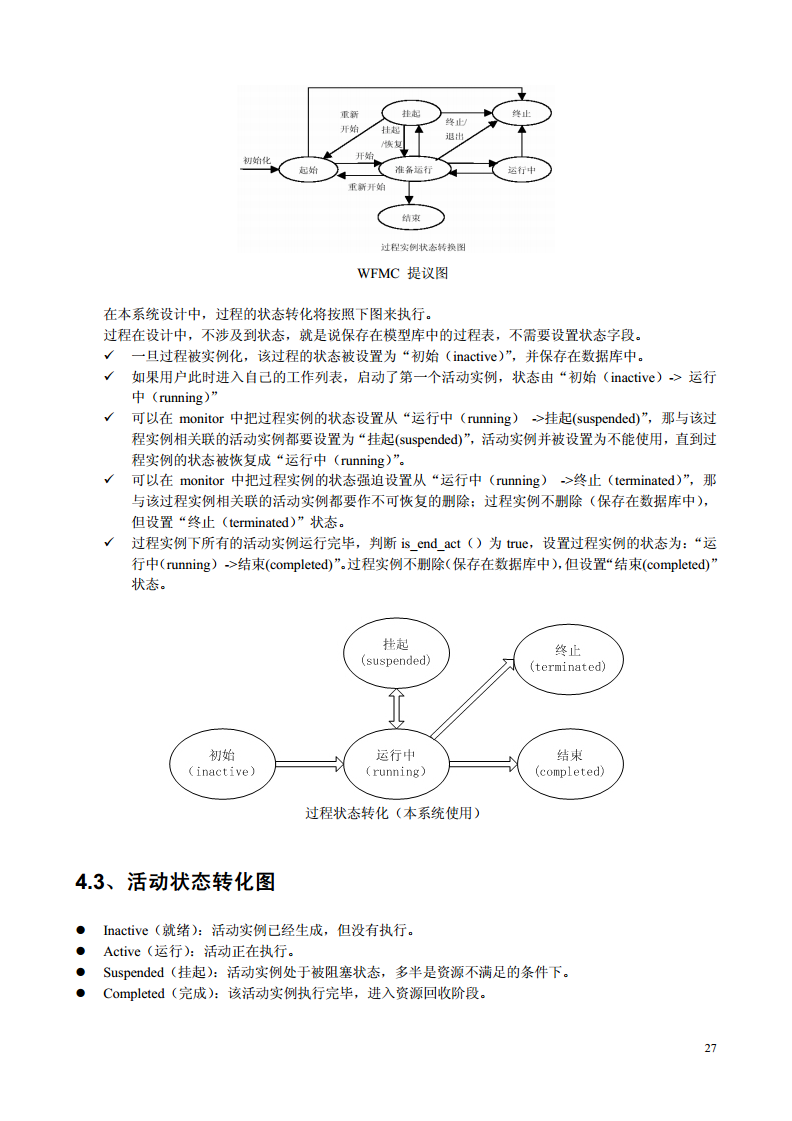 重新
开始
挂起
终止
挂起
/恢复
终止/
退出
初始化
开始
起始
准备运行
运行中
重新开始
结束
过程实例状态转换图
WFMC 提议图
在本系统设计中，过程的状态转化将按照下图来执行。
过程在设计中，不涉及到状态，就是说保存在模型库中的过程表，不需要设置状态字段。
✓ 一旦过程被实例化，该过程的状态被设置为“初始（inactive）”，并保存在数据库中。
✓ 如果用户此时进入自己的工作列表，启动了第一个活动实例，状态由“初始（inactive）-> 运行
中（running）”
✓ 可以在 monitor 中把过程实例的状态设置从“运行中（running） ->挂起(suspended)”，那与该过
程实例相关联的活动实例都要设置为“挂起(suspended)”，活动实例并被设置为不能使用，直到过
程实例的状态被恢复成“运行中（running）”。
✓ 可以在 monitor 中把过程实例的状态强迫设置从“运行中（running） ->终止（terminated）”，那
与该过程实例相关联的活动实例都要作不可恢复的删除；过程实例不删除（保存在数据库中），
但设置“终止（terminated）”状态。
✓ 过程实例下所有的活动实例运行完毕，判断 is_end_act（）为 true，设置过程实例的状态为：“运
行中（running）->结束(completed)”。过程实例不删除（保存在数据库中），但设置“结束(completed)”
状态。
挂起
(suspended)
终止
(terminated)
初始
（inactive）
运行中
（running）
结束
(completed)
过程状态转化（本系统使用）
4.3、活动状态转化图
● Inactive（就绪）：活动实例已经生成，但没有执行。
● Active（运行）：活动正在执行。
● Suspended（挂起）：活动实例处于被阻塞状态，多半是资源不满足的条件下。
● Completed（完成）：该活动实例执行完毕，进入资源回收阶段。
27